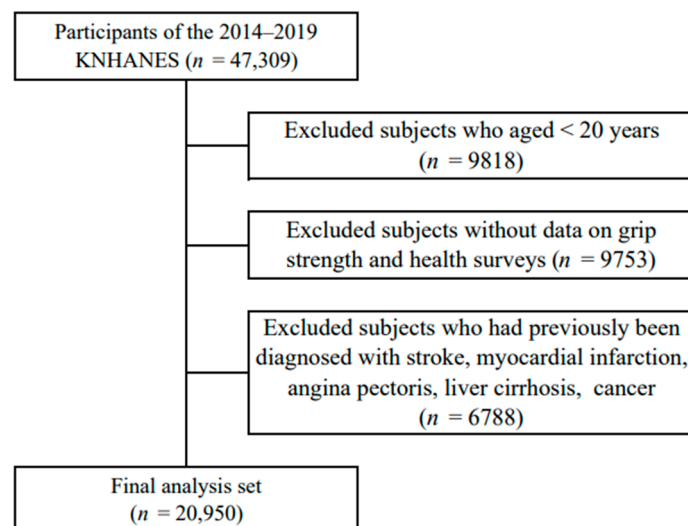 Participants of the 2014–2019
KNHANES (n = 47,309)
Excluded subjects who aged < 20 years
(n = 9818)
Excluded subjects without data on grip
strength and health surveys (n = 9753)
Excluded subjects who had previously been
diagnosed with stroke, myocardial infarction,
angina pectoris, liver cirrhosis, cancer
(n = 6788)
Final analysis set
(n = 20,950)